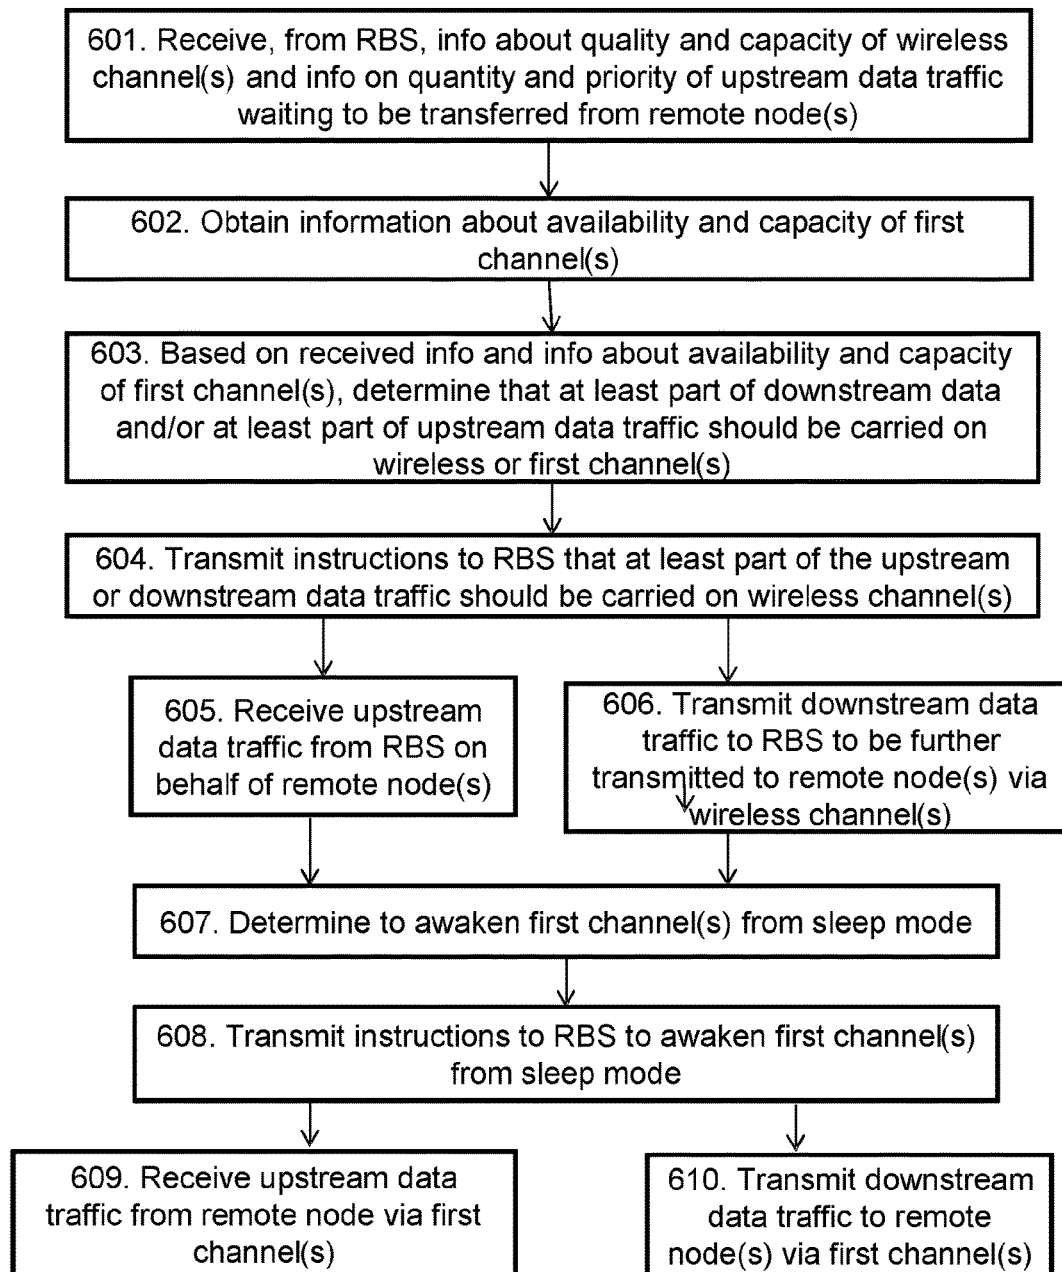 601. Receive, from RBS, info about quality and capacity of wireless
channel(s) and info on quantity and priority of upstream data traffic
waiting to be transferred from remote node(s)
602. Obtain information about availability and capacity of first
channel(s)
603. Based on received info and info about availability and capacity
of first channel(s), determine that at least part of downstream data
and/or at least part of upstream data traffic should be carried on
wireless or first channel(s)
604. Transmit instructions to RBS that at least part of the upstream
or downstream data traffic should be carried on wireless channel(s)
605. Receive upstream
data traffic from RBS on
behalf of remote node(s)
606. Transmit downstream data
traffic to RBS to be further
transmitted to remote node(s) via
wireless channel(s)
607. Determine to awaken first channel(s) from sleep mode
608. Transmit instructions to RBS to awaken first channel(s)
from sleep mode
609. Receive upstream data
traffic from remote node via first
channel(s)
610. Transmit downstream
data traffic to remote
node(s) via first channel(s)